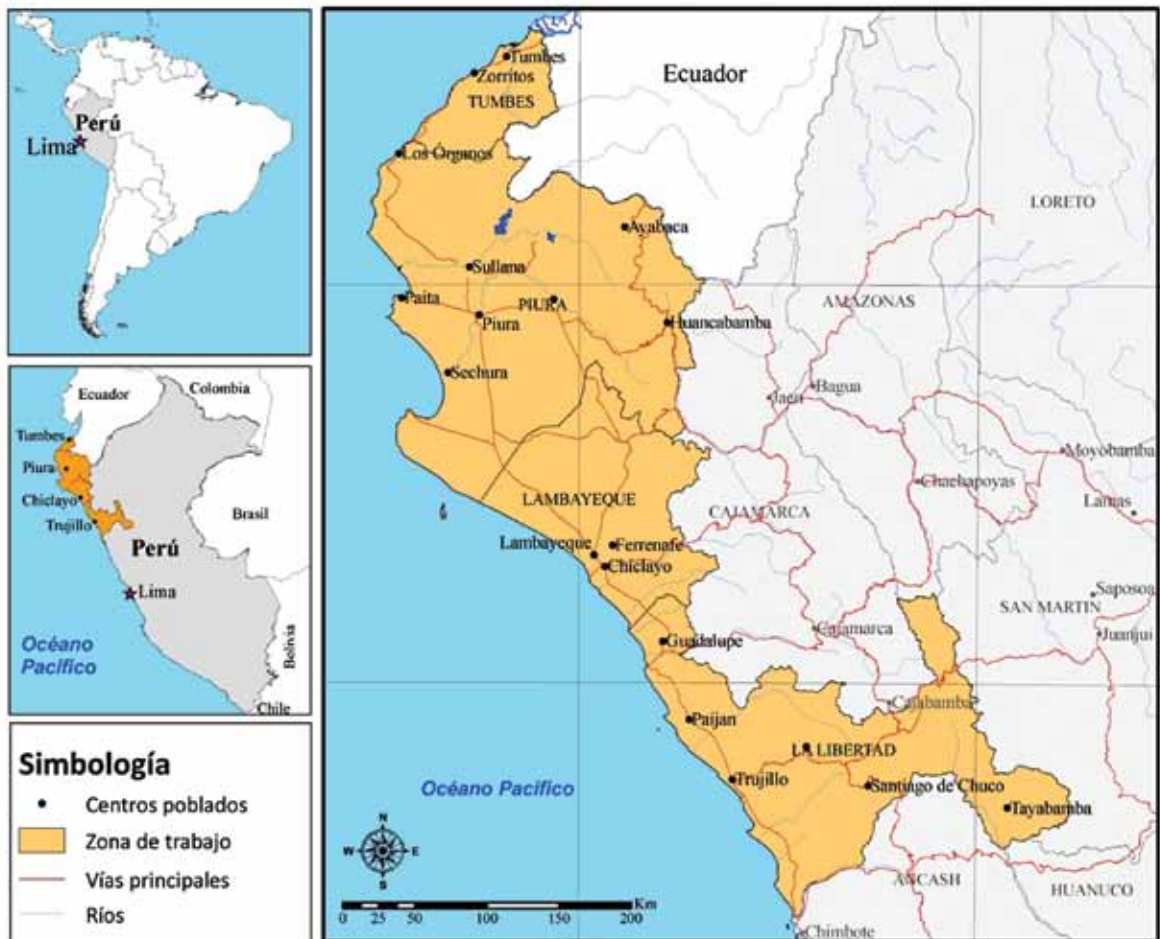 Perú
Lima
Ecuador
Colombia
Tumbes
Piura
Chiclayo
Trujillo
Brasil
Perú
Lima
Océano
Pacífico
Bolivia
Chile
Simbología
Centros poblados
Zona de trabajo
Vías principales
Ríos
Tumbes
Zorritos
TUMBES
Ecuador
Los Órganos
LORETO
Ayabaca
Sullana
Paita
PIURA
AMAZONAS
Piura
Huancabamba
Sechura
Bagua
Jaen
Moyobamba
Chachapoyas
LAMBAYEQUE
CAJAMARCA
Lamas
Lambayeque
Ferreñafe
Chiclayo
Saposoa
SAN MARTIN
Guadalupe
Cajamarca
Juanjui
Cajabamba
Paijan
LA LIBERTAD
Océano Pacífico
Trujillo
Santiago de Chuco
Tayabamba
N
W E
S
ANCASH
HUANUCO
Km
0 25 50 100 150 200
Chimbote